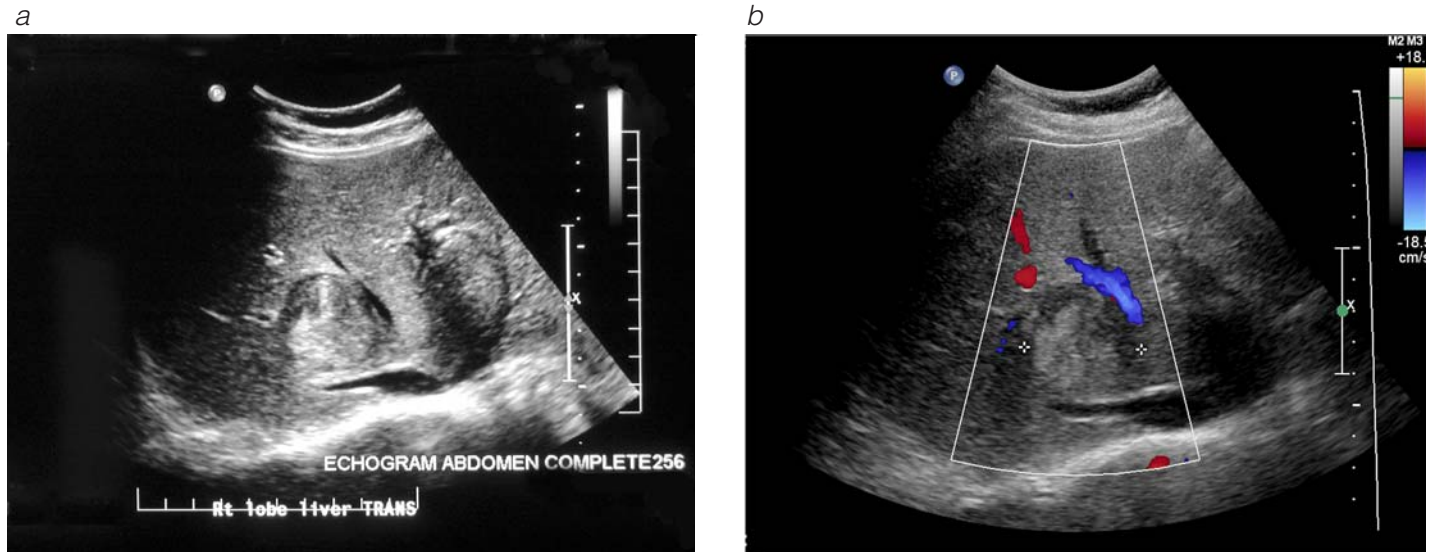 a
b
P
X
ECHOGRAM ABDOMEN COMPLETE256
Rt lobe liver TRANS
P
M2 M3
+18.
X
-18.
cm/s